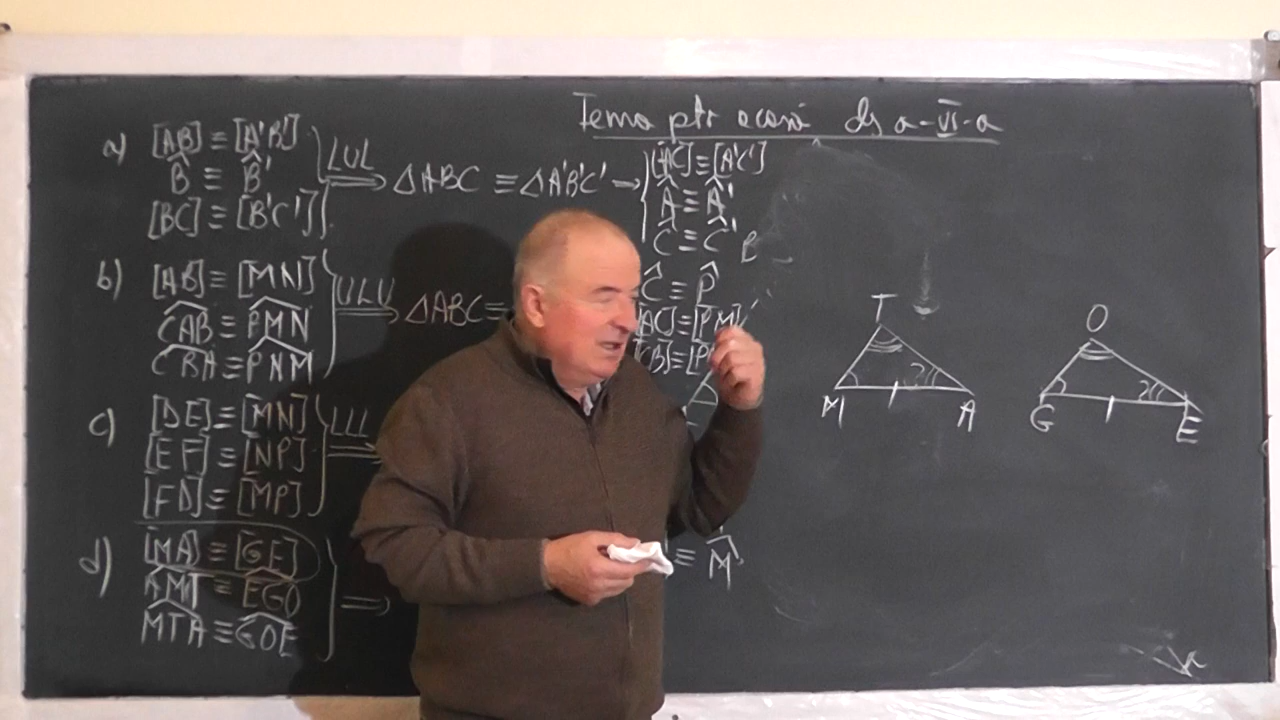 Tema ptr acasă cls a-VI-a
a) [AB] ≡ [A'B']
B̂ ≡ B̂'
[BC] ≡ [B'C']
LUL ⇒ ΔABC ≡ ΔA'B'C' →
[AC] ≡ [A'C']
Â ≡ Â'
Ĉ ≡ Ĉ'
b) [AB] ≡ [MN]
CAB ≡ PMN
CBA ≡ PNM
ULU ⇒ ΔABC ≡
Ĉ ≡ P̂
[AC] ≡ [PM]
c) [DE] ≡ [MN]
[EF] ≡ [NP]
[FD] ≡ [MP]
LLL ⇒
≡ M̂
d) [MA] ≡ [GE]
AMT ≡ EGO
MTA ≡ GOE
⇒
T
M A
O
G E